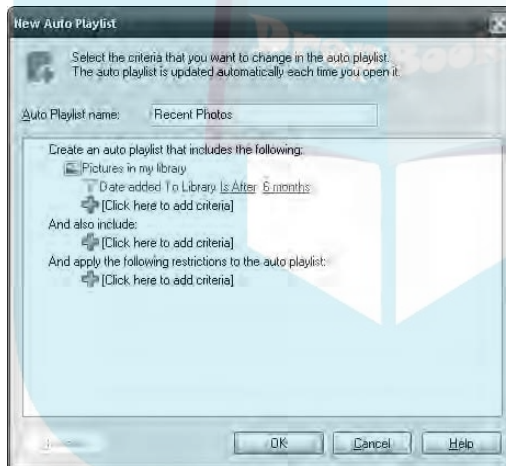 New Auto Playlist
Select the criteria that you want to change in the auto playlist.
The auto playlist is updated automatically each time you open it.
Auto Playlist name: Recent Photos
Create an auto playlist that includes the following:
Pictures in my library
Date added To Library Is After 6 months
[Click here to add criteria]
And also include:
[Click here to add criteria]
And apply the following restrictions to the auto playlist:
[Click here to add criteria]
OK Cancel Help